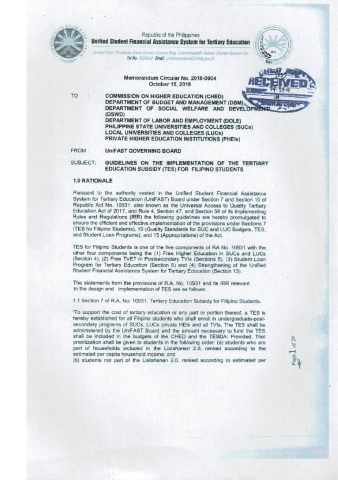 Republic of the Philippines
Unified Student Financial Assistance System for Tertiary Education
Memorandum Circular No. 2018-0004
October 15, 2018
TO : COMMISSION ON HIGHER EDUCATION (CHED)
DEPARTMENT OF BUDGET AND MANAGEMENT (DBM)
DEPARTMENT OF SOCIAL WELFARE AND DEVELOPMENT
(DSWD)
DEPARTMENT OF LABOR AND EMPLOYMENT (DOLE)
PHILIPPINE STATE UNIVERSITIES AND COLLEGES (SUCs)
LOCAL UNIVERSITIES AND COLLEGES (LUCs)
PRIVATE HIGHER EDUCATION INSTITUTIONS (PHEIs)
FROM : UniFAST GOVERNING BOARD
SUBJECT: GUIDELINES ON THE IMPLEMENTATION OF THE TERTIARY
EDUCATION SUBSIDY (TES) FOR FILIPINO STUDENTS
RECEIVED
1.0 RATIONALE
Pursuant to the authority vested in the Unified Student Financial Assistance
System for Tertiary Education (UniFAST) Board under Section 7 and Section 10 of
Republic Act No. 10931, also known as the Universal Access to Quality Tertiary
Education Act of 2017, and Rule 4, Section 47, and Section 59 of its Implementing
Rules and Regulations (IRR) the following guidelines are hereby promulgated to
ensure the efficient and effective implementation of the provisions under Sections 7
(TES for Filipino Students), 10 (Quality Standards for SUC and LUC Budgets, TES,
and Student Loan Programs), and 15 (Appropriations) of the Act.
TES for Filipino Students is one of the five components of RA No. 10931 with the
other four components being the (1) Free Higher Education in SUCs and LUCs
(Section 4), (2) Free TVET in Postsecondary TVIs (Section 5), (3) Student Loan
Program for Tertiary Education (Section 8) and (4) Strengthening of the Unified
Student Financial Assistance System for Tertiary Education (Section 13).
The statements from the provisions of R.A. No. 10931 and its IRR relevant
to the design and implementation of TES are as follows:
1.1 Section 7 of R.A. No. 10931. Tertiary Education Subsidy for Filipino Students.
"To support the cost of tertiary education or any part or portion thereof, a TES is
hereby established for all Filipino students who shall enroll in undergraduate-post-
secondary programs of SUCs, LUCs private HEIs and all TVIs. The TES shall be
administered by the UniFAST Board and the amount necessary to fund the TES
shall be included in the budgets of the CHED and the TESDA: Provided, That
prioritization shall be given to students in the following order: (a) students who are
part of households included in the Listahanan 2.0, ranked according to the
estimated per capita household income; and
(b) students not part of the Listahanan 2.0, ranked according to estimated per
Page 1 of 29